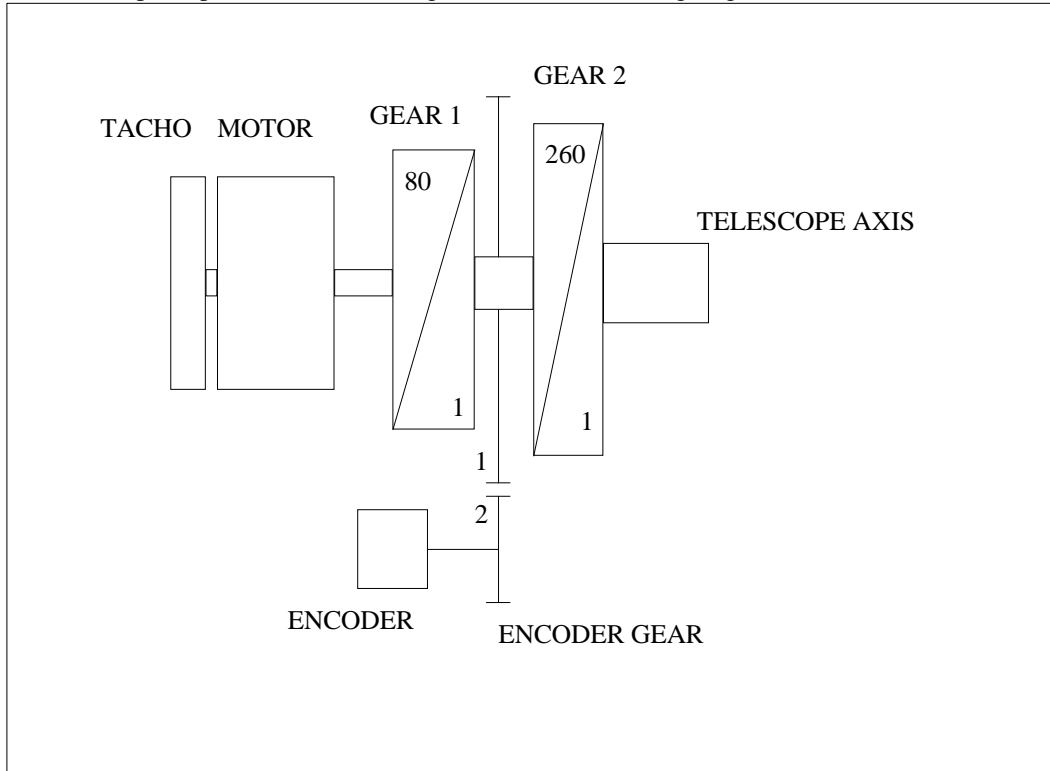 GEAR 2
GEAR 1
TACHO MOTOR
80
260
TELESCOPE AXIS
1
1
1
2
ENCODER
ENCODER GEAR